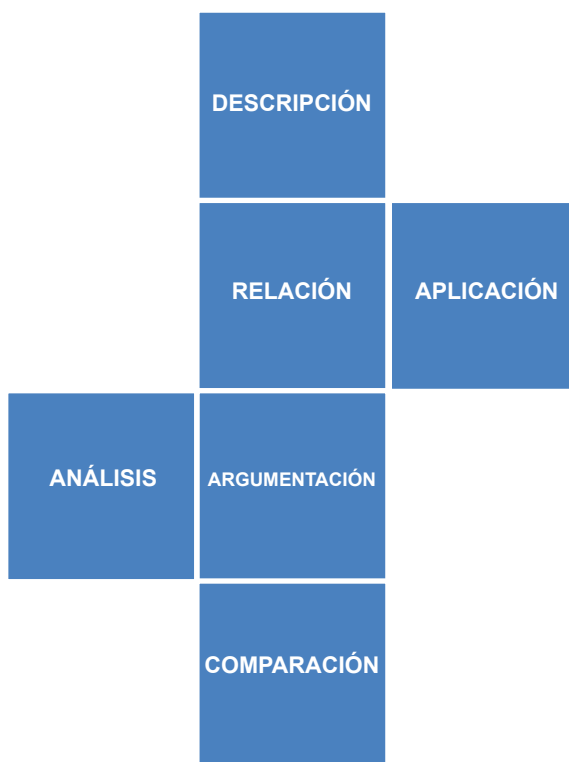 DESCRIPCIÓN
RELACIÓN
APLICACIÓN
ANÁLISIS
ARGUMENTACIÓN
COMPARACIÓN